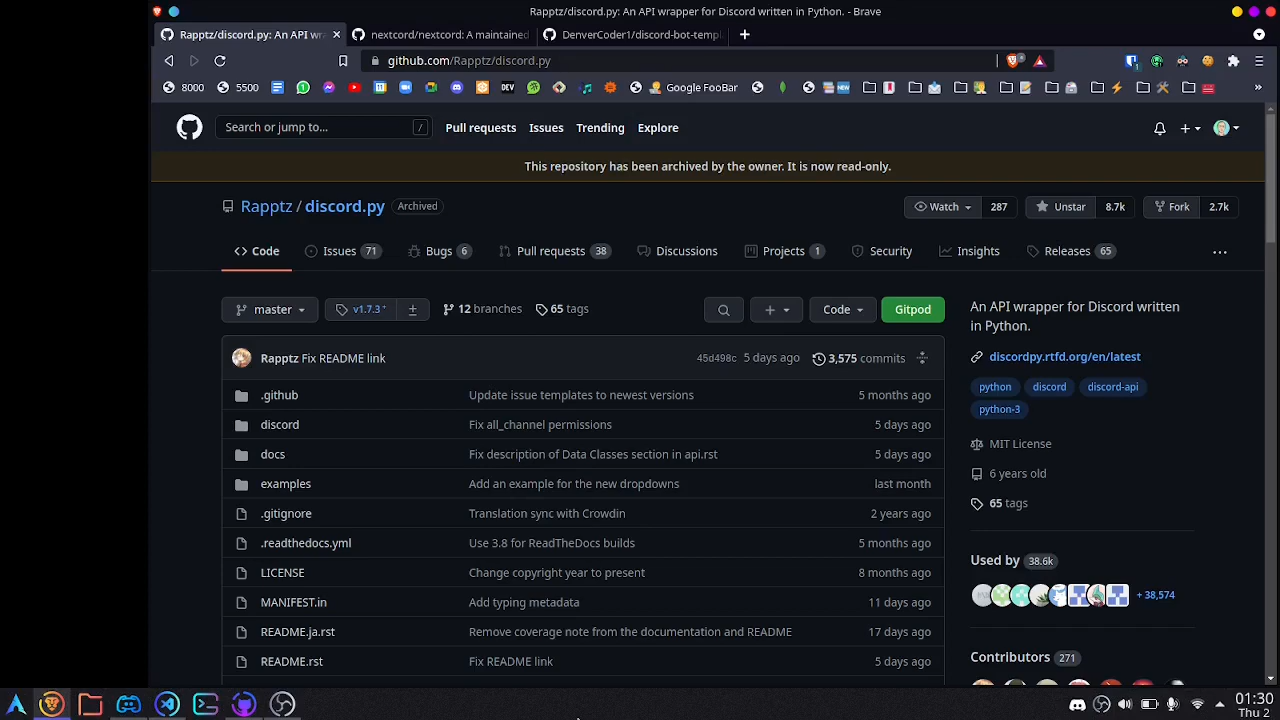 Rapptz/discord.py: An API wrapper for Discord written in Python. - Brave
Rapptz/discord.py: An API wr
nextcord/nextcord: A maintained
DenverCoder1/discord-bot-templ
github.com/Rapptz/discord.py
8000
5500
Google FooBar
Search or jump to...
/
Pull requests
Issues
Trending
Explore
This repository has been archived by the owner. It is now read-only.
Rapptz / discord.py
Archived
Watch
287
Unstar
8.7k
Fork
2.7k
Code
Issues 71
Bugs 6
Pull requests 38
Discussions
Projects 1
Security
Insights
Releases 65
master
v1.7.3+
12 branches
65 tags
Code
Gitpod
Rapptz Fix README link
45d498c 5 days ago
3,575 commits
.github Update issue templates to newest versions 5 months ago
discord Fix all_channel permissions 5 days ago
docs Fix description of Data Classes section in api.rst 5 days ago
examples Add an example for the new dropdowns last month
.gitignore Translation sync with Crowdin 2 years ago
.readthedocs.yml Use 3.8 for ReadTheDocs builds 5 months ago
LICENSE Change copyright year to present 8 months ago
MANIFEST.in Add typing metadata 11 days ago
README.ja.rst Remove coverage note from the documentation and README 17 days ago
README.rst Fix README link 5 days ago
An API wrapper for Discord written
in Python.
discordpy.rtfd.org/en/latest
python discord discord-api
python-3
MIT License
6 years old
65 tags
Used by 38.6k
+ 38,574
Contributors 271
01:30
Thu 2